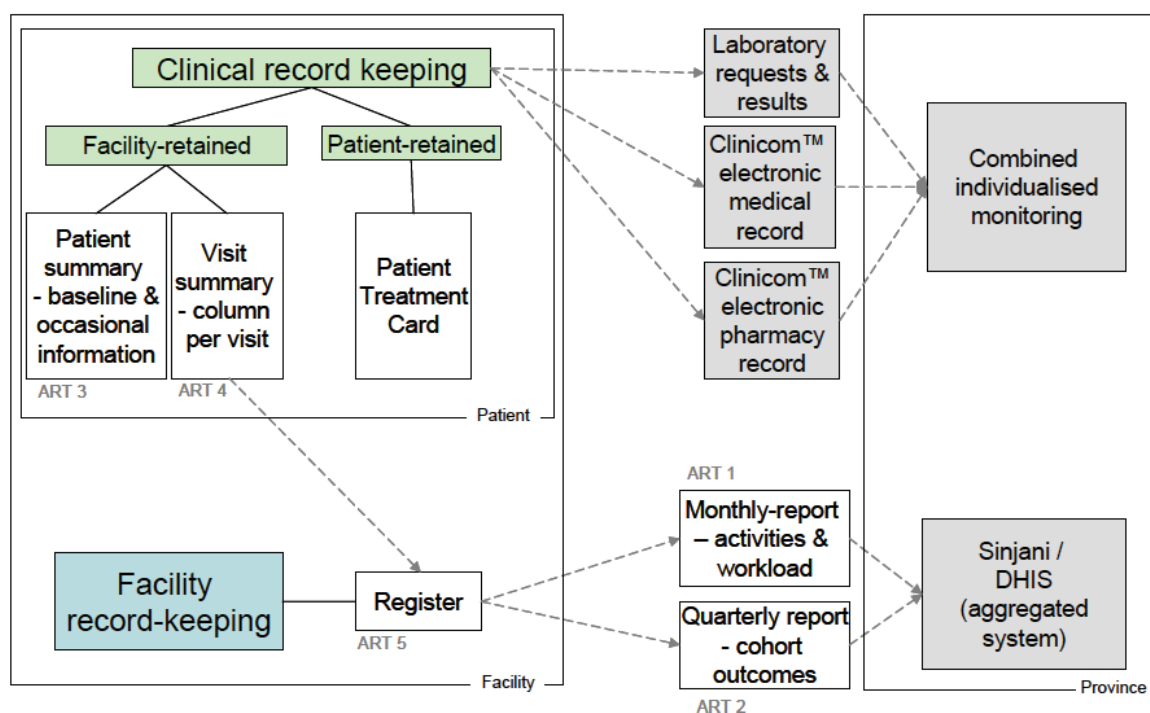 Clinical record keeping
Facility-retained
Patient-retained
Patient
summary
- baseline &
occasional
information
ART 3
Visit
summary
- column
per visit
ART 4
Patient
Treatment
Card
Patient
Laboratory
requests &
results
Clinicom™
electronic
medical
record
Clinicom™
electronic
pharmacy
record
Combined
individualised
monitoring
Facility
record-keeping
Register
ART 5
Facility
ART 1
Monthly-report
– activities &
workload
Quarterly report
- cohort
outcomes
ART 2
Sinjani /
DHIS
(aggregated
system)
Province